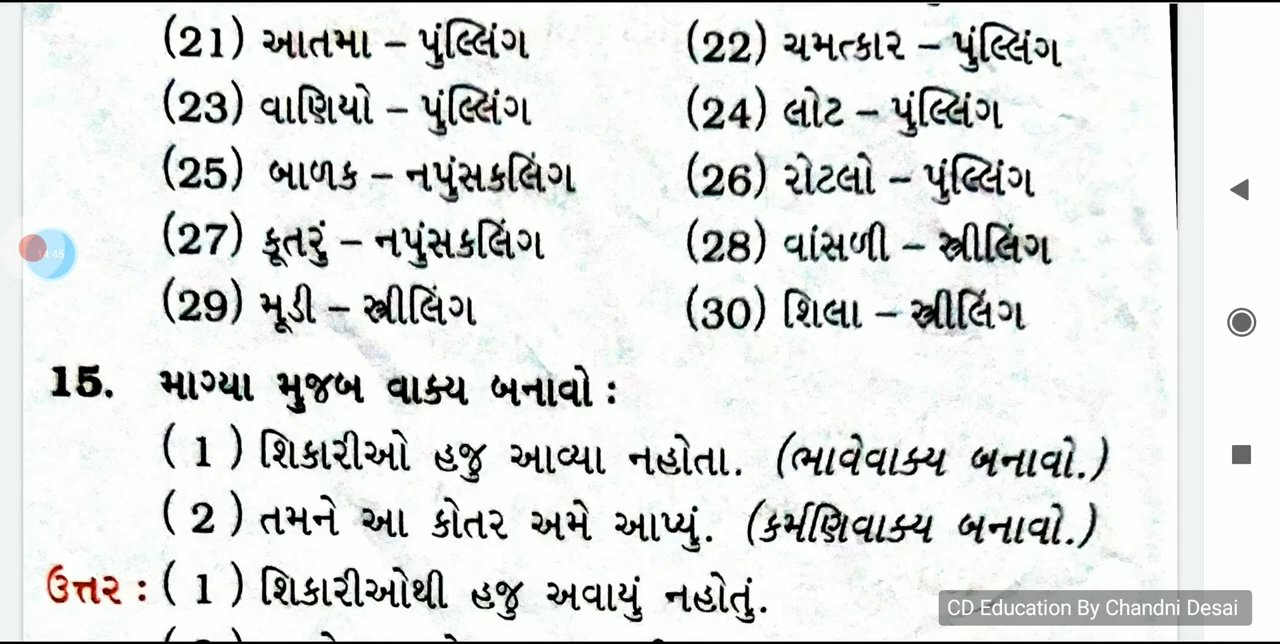 (21) આતમા – પુંલ્લિંગ (22) ચમત્કાર – પુંલ્લિંગ
(23) વાણિયો – પુંલ્લિંગ (24) લોટ – પુંલ્લિંગ
(25) બાળક – નપુંસકલિંગ (26) રોટલો – પુંલ્લિંગ
(27) કૂતરું – નપુંસકલિંગ (28) વાંસળી – સ્ત્રીલિંગ
14:45
(29) મૂડી – સ્ત્રીલિંગ (30) શિલા – સ્ત્રીલિંગ
15. માગ્યા મુજબ વાક્ય બનાવો :
( 1 ) શિકારીઓ હજુ આવ્યા નહોતા. (ભાવેવાક્ય બનાવો.)
( 2 ) તમને આ કોતર અમે આપ્યું. (કર્મણિવાક્ય બનાવો.)
ઉત્તર : ( 1 ) શિકારીઓથી હજુ અવાયું નહોતું.
CD Education By Chandni Desai